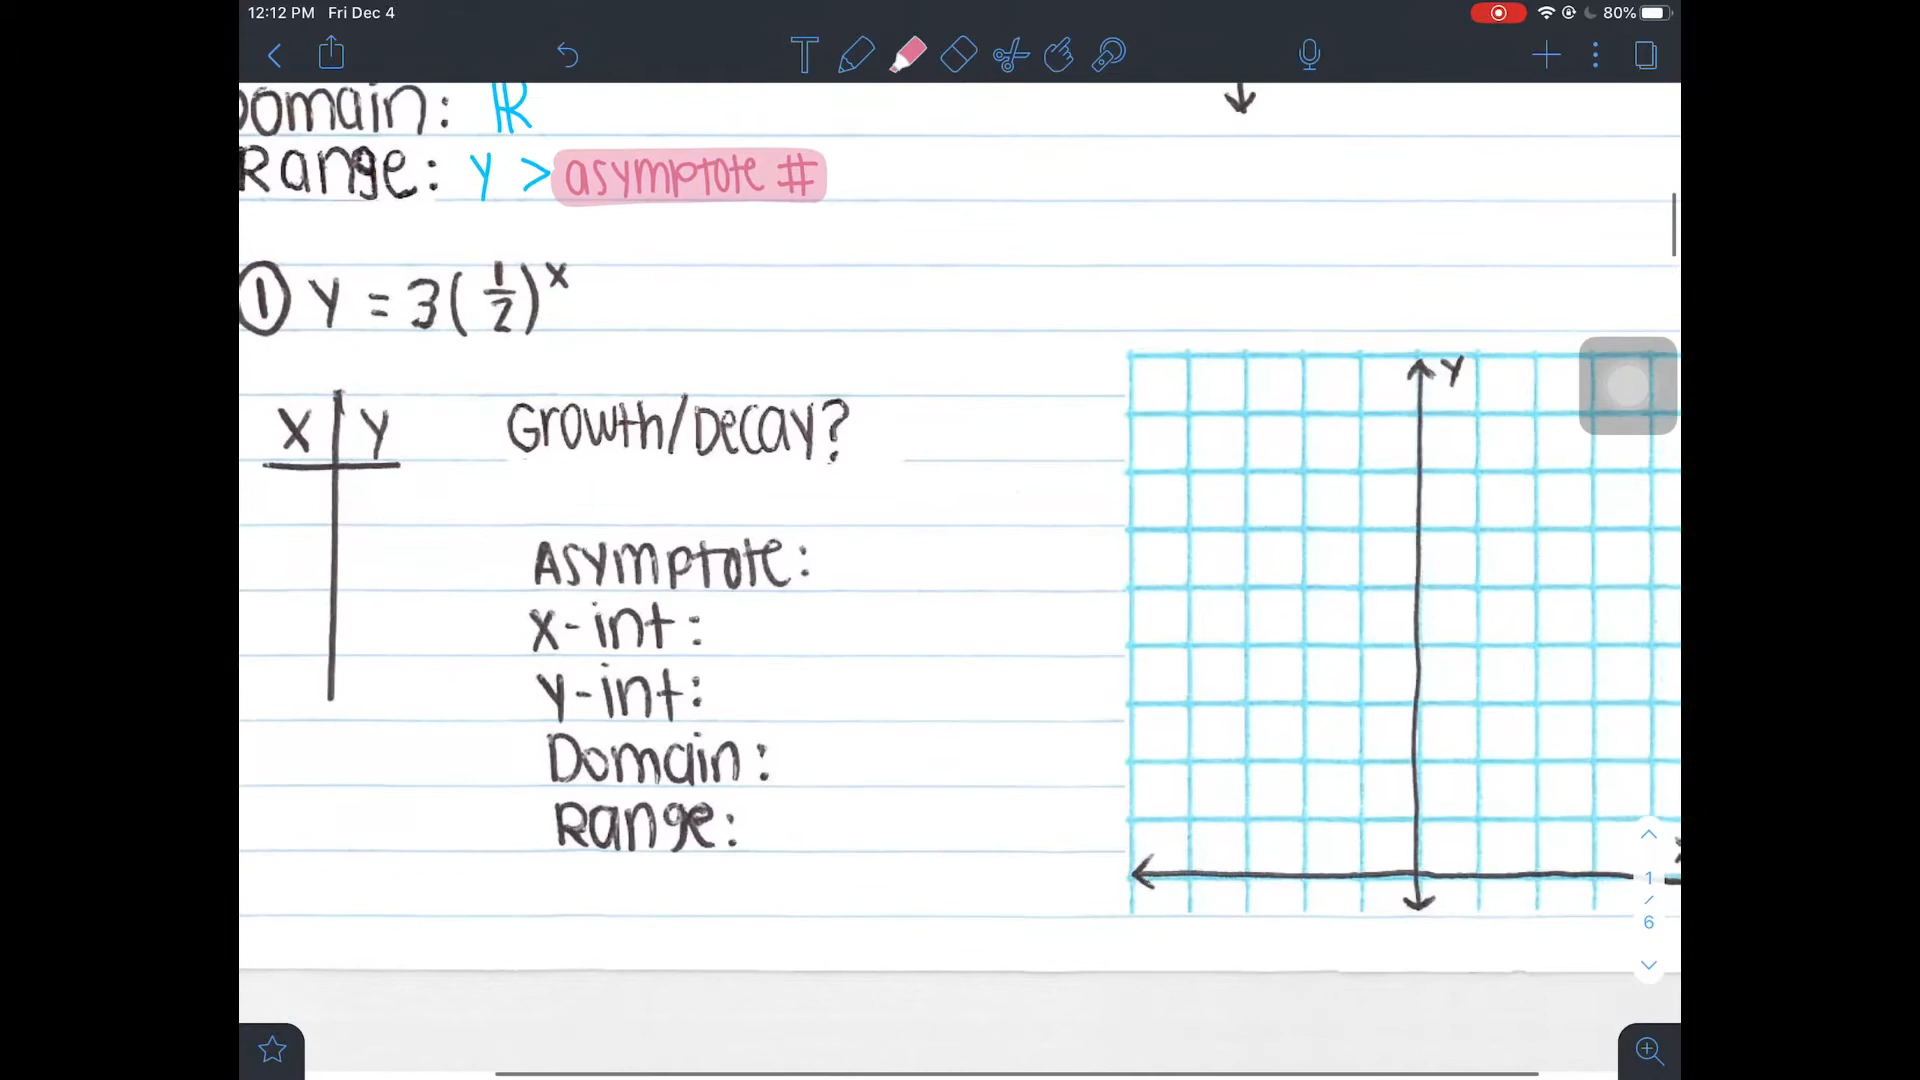 12:12 PM Fri Dec 4
80%
Domain: ℝ
Range: y > asymptote #
① y = 3(1/2)^x
X Y
Growth/Decay?
Asymptote:
x-int:
y-int:
Domain:
Range:
Y
x
1
/
6